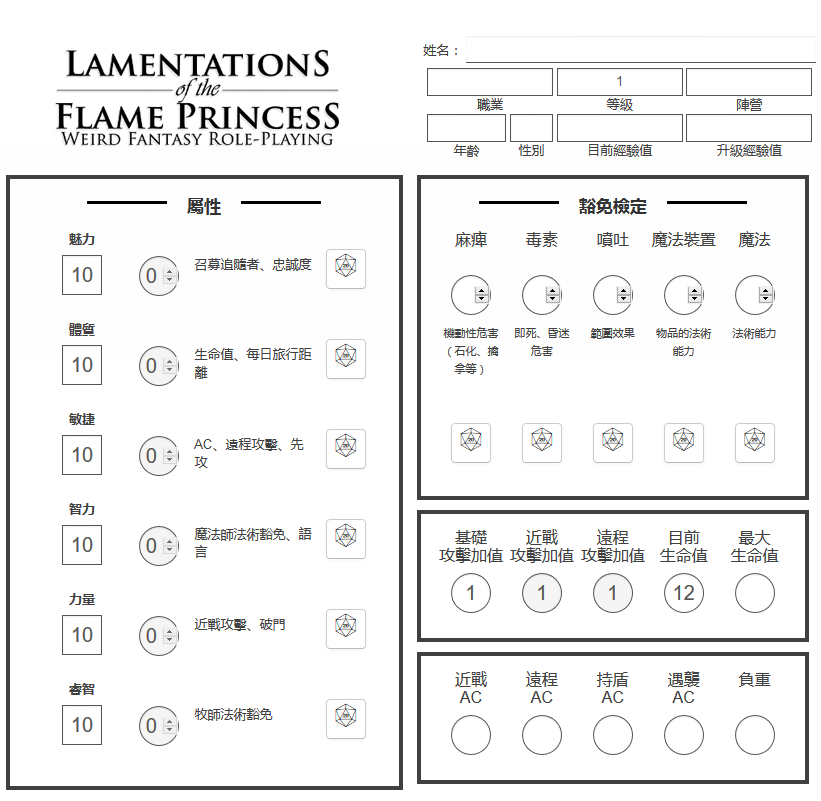 LAMENTATIONS
of the
FLAME PRINCESS
WEIRD FANTASY ROLE-PLAYING
姓名：
1
職業 等級 陣營
年齡 性別 目前經驗值 升級經驗值
屬性
魅力
10 0 召募追隨者、忠誠度
體質
10 0 生命值、每日旅行距
離
敏捷
10 0 AC、遠程攻擊、先
攻
智力
10 0 魔法師法術豁免、語
言
力量
10 0 近戰攻擊、破門
睿智
10 0 牧師法術豁免
豁免檢定
麻痺 毒素 噴吐 魔法裝置 魔法
機動性危害 即死、昏迷 範圍效果 物品的法術 法術能力
（石化、擒 危害 能力
拿等）
基礎 近戰 遠程 目前 最大
攻擊加值 攻擊加值 攻擊加值 生命值 生命值
1 1 1 12
近戰 遠程 持盾 遇襲 負重
AC AC AC AC